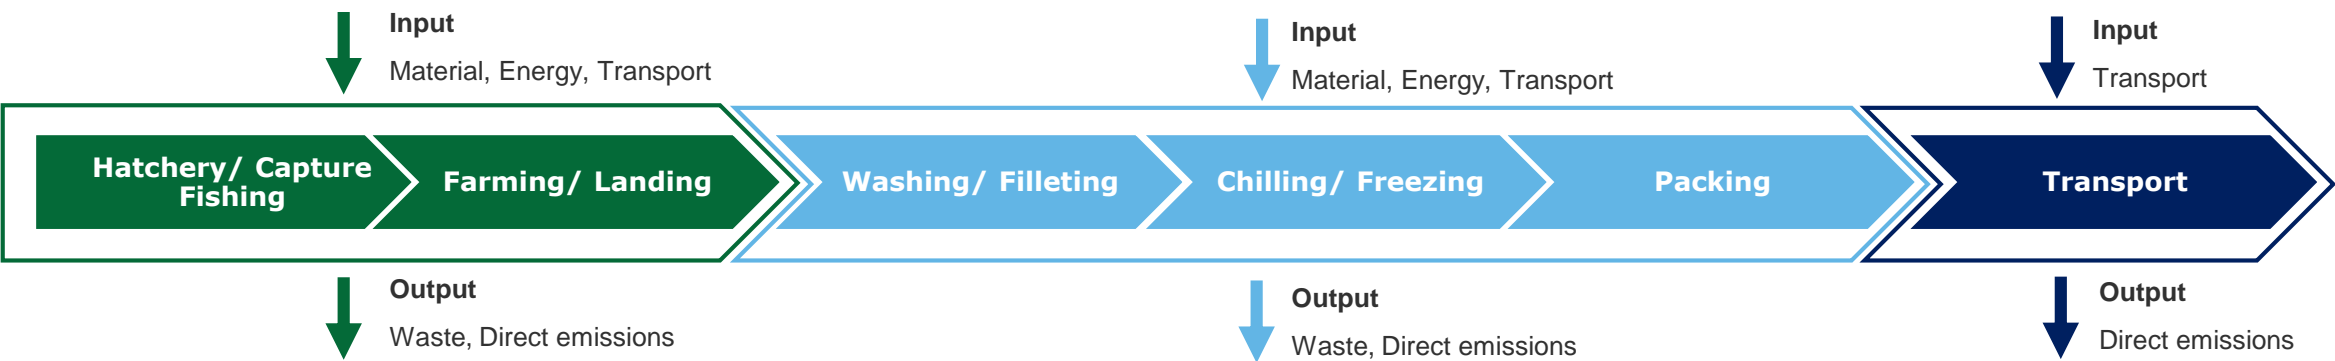 Input
Material, Energy, Transport
Input
Material, Energy, Transport
Input
Transport
Hatchery/ Capture
Fishing
Farming/ Landing
Washing/ Filleting
Chilling/ Freezing
Packing
Transport
Output
Waste, Direct emissions
Output
Waste, Direct emissions
Output
Direct emissions